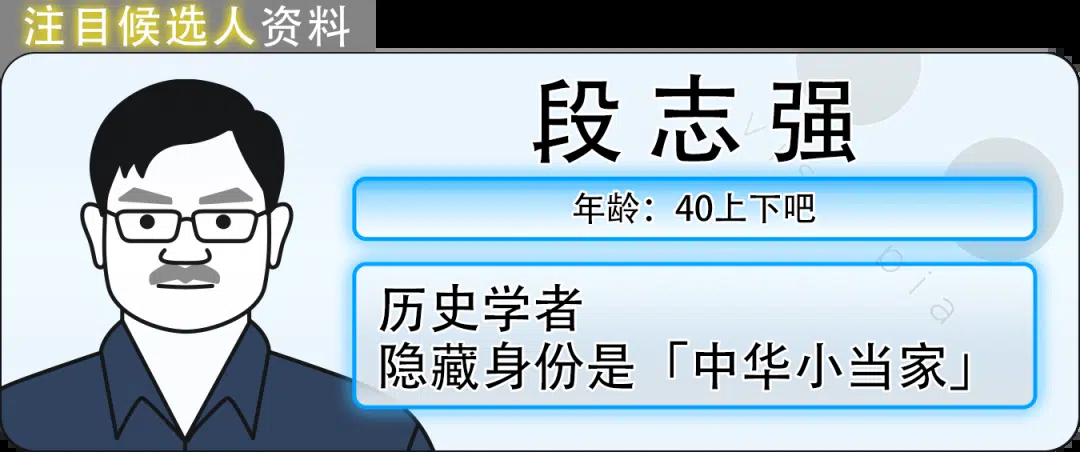 注目候选人资料
段志强
年龄：40上下吧
历史学者
隐藏身份是「中华小当家」